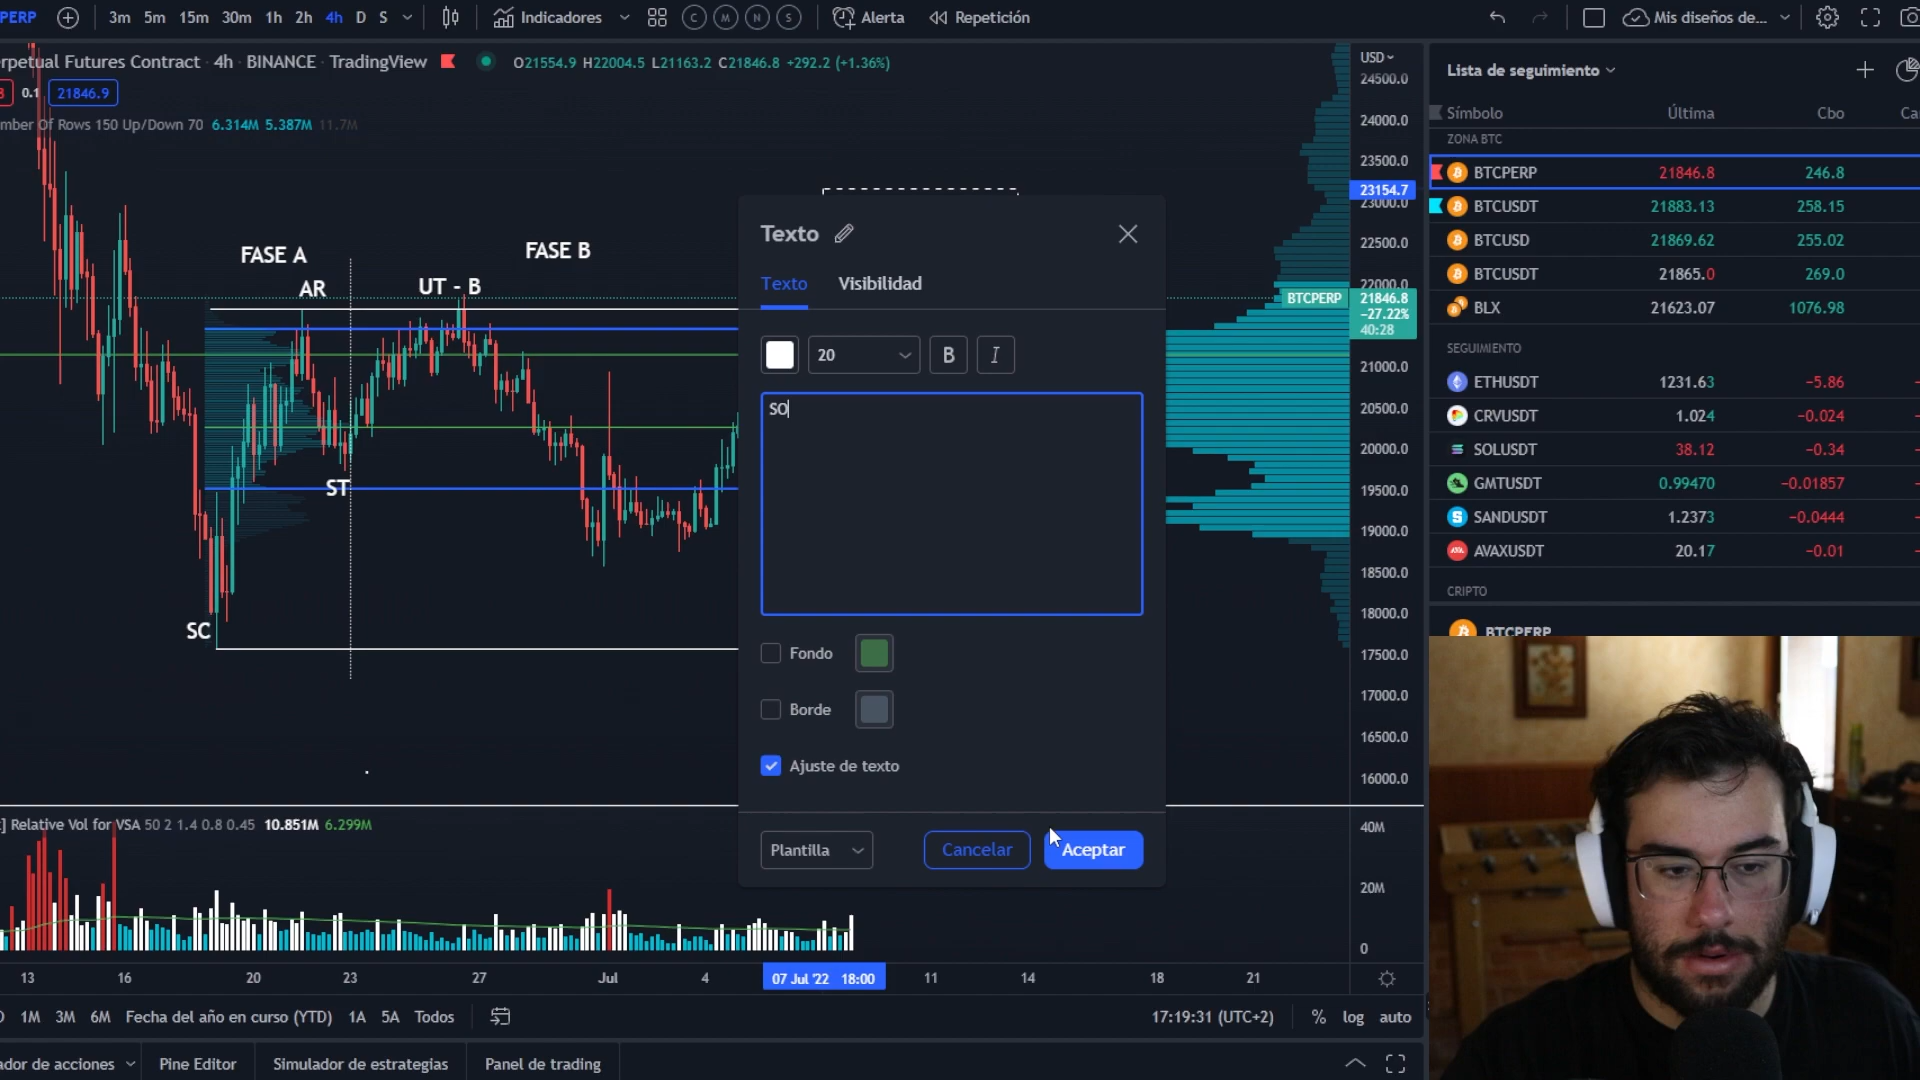 PERP 3m 5m 15m 30m 1h 2h 4h D S Indicadores C M N S Alerta Repetición Mis diseños de...
rpetual Futures Contract · 4h · BINANCE · TradingView O21554.9 H22004.5 L21163.2 C21846.8 +292.2 (+1.36%)
0.1 21846.9
mber Of Rows 150 Up/Down 70 6.314M 5.387M 11.7M
FASE A
FASE B
AR
UT - B
ST
SC
Texto
Texto Visibilidad
20 B I
SO
Fondo
Borde
Ajuste de texto
Plantilla Cancelar Aceptar
USD
24500.0
24000.0
23500.0
23154.7
23000.0
22500.0
22000.0
BTCPERP 21846.8
−27.22%
40:28
21000.0
20500.0
20000.0
19500.0
19000.0
18500.0
18000.0
17500.0
17000.0
16500.0
16000.0
] Relative Vol for VSA 50 2 1.4 0.8 0.45 10.851M 6.299M
40M
20M
0
13 16 20 23 27 Jul 4 07 Jul '22 18:00 11 14 18 21
1M 3M 6M Fecha del año en curso (YTD) 1A 5A Todos 17:19:31 (UTC+2) % log auto
ador de acciones Pine Editor Simulador de estrategias Panel de trading
Lista de seguimiento
Símbolo Última Cbo Ca
ZONA BTC
BTCPERP 21846.8 246.8
BTCUSDT 21883.13 258.15
BTCUSD 21869.62 255.02
BTCUSDT 21865.0 269.0
BLX 21623.07 1076.98
SEGUIMIENTO
ETHUSDT 1231.63 −5.86
CRVUSDT 1.024 −0.024
SOLUSDT 38.12 −0.34
GMTUSDT 0.99470 −0.01857
SANDUSDT 1.2373 −0.0444
AVAXUSDT 20.17 −0.01
CRIPTO
BTCPERP